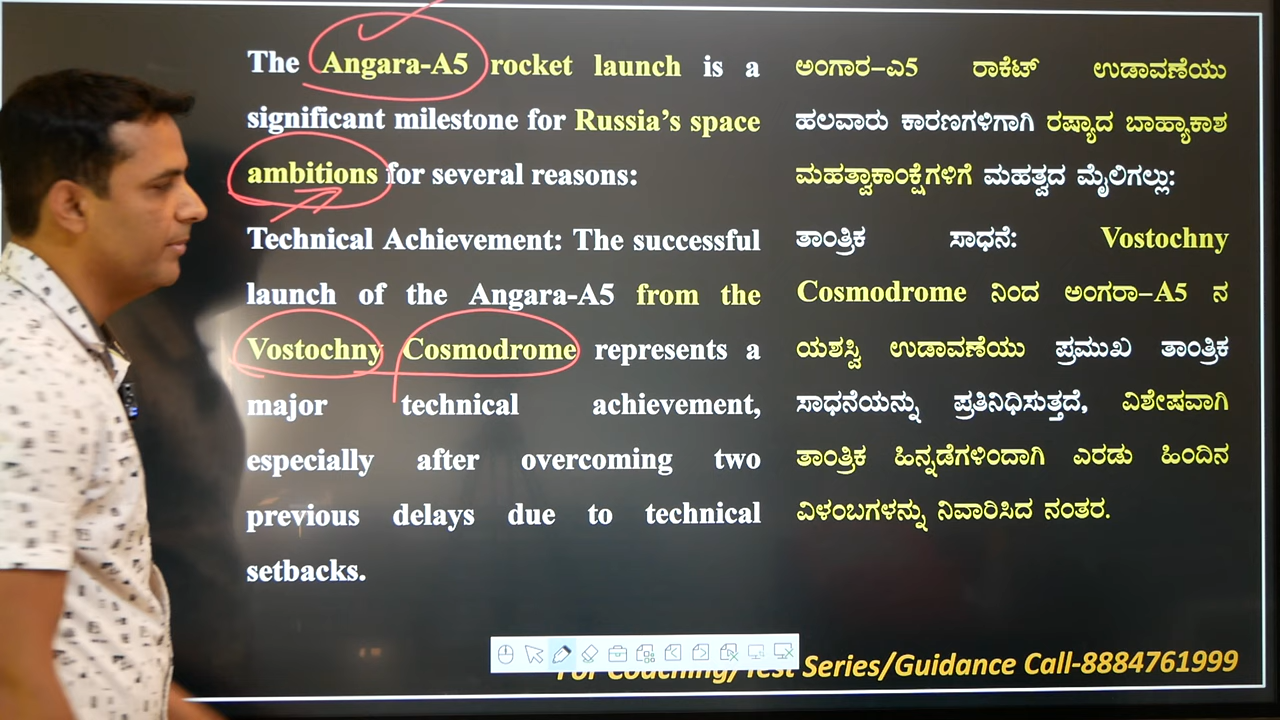 The Angara-A5 rocket launch is a
significant milestone for Russia's space
ambitions for several reasons:
Technical Achievement: The successful
launch of the Angara-A5 from the
Vostochny Cosmodrome represents a
major technical achievement,
especially after overcoming two
previous delays due to technical
setbacks.
ಅಂಗಾರ-ಎ5 ರಾಕೆಟ್ ಉಡಾವಣೆಯು
ಹಲವಾರು ಕಾರಣಗಳಿಗಾಗಿ ರಷ್ಯಾದ ಬಾಹ್ಯಾಕಾಶ
ಮಹತ್ವಾಕಾಂಕ್ಷೆಗಳಿಗೆ ಮಹತ್ವದ ಮೈಲಿಗಲ್ಲು:
ತಾಂತ್ರಿಕ ಸಾಧನೆ: Vostochny
Cosmodrome ನಿಂದ ಅಂಗರಾ-A5 ನ
ಯಶಸ್ವಿ ಉಡಾವಣೆಯು ಪ್ರಮುಖ ತಾಂತ್ರಿಕ
ಸಾಧನೆಯನ್ನು ಪ್ರತಿನಿಧಿಸುತ್ತದೆ, ವಿಶೇಷವಾಗಿ
ತಾಂತ್ರಿಕ ಹಿನ್ನಡೆಗಳಿಂದಾಗಿ ಎರಡು ಹಿಂದಿನ
ವಿಳಂಬಗಳನ್ನು ನಿವಾರಿಸಿದ ನಂತರ.
For Coaching/Test Series/Guidance Call-8884761999